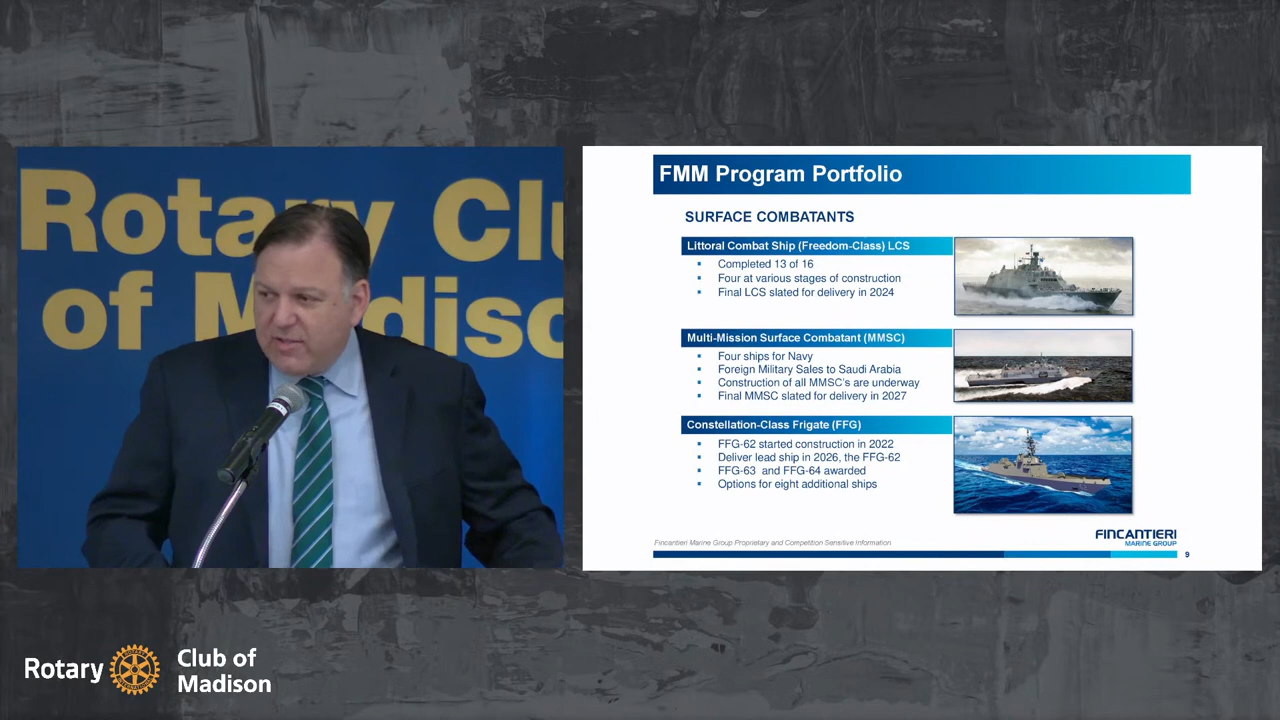 Rotary Clu
of Madiso
FMM Program Portfolio
SURFACE COMBATANTS
Littoral Combat Ship (Freedom-Class) LCS
▪ Completed 13 of 16
▪ Four at various stages of construction
▪ Final LCS slated for delivery in 2024
Multi-Mission Surface Combatant (MMSC)
▪ Four ships for Navy
▪ Foreign Military Sales to Saudi Arabia
▪ Construction of all MMSC's are underway
▪ Final MMSC slated for delivery in 2027
Constellation-Class Frigate (FFG)
▪ FFG-62 started construction in 2022
▪ Deliver lead ship in 2026, the FFG-62
▪ FFG-63 and FFG-64 awarded
▪ Options for eight additional ships
FINCANTIERI
MARINE GROUP
Fincantieri Marine Group Proprietary and Competition Sensitive Information
9
Rotary
Club of
Madison